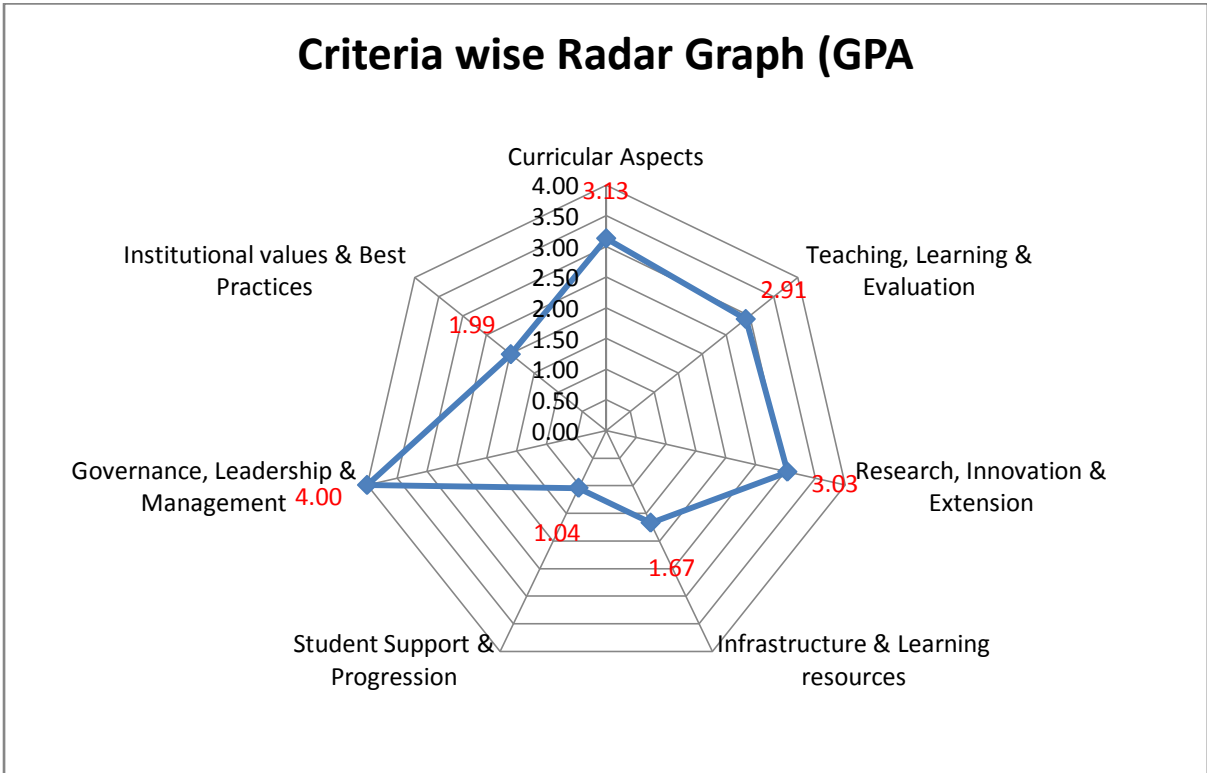 Criteria wise Radar Graph (GPA
Curricular Aspects
4.00
3.13
3.50
3.00
2.50
2.00
1.50
1.00
0.50
0.00
Teaching, Learning &
Evaluation
2.91
Research, Innovation &
Extension
3.03
Infrastructure & Learning
resources
1.67
Student Support &
Progression
1.04
Governance, Leadership &
Management
4.00
Institutional values & Best
Practices
1.99